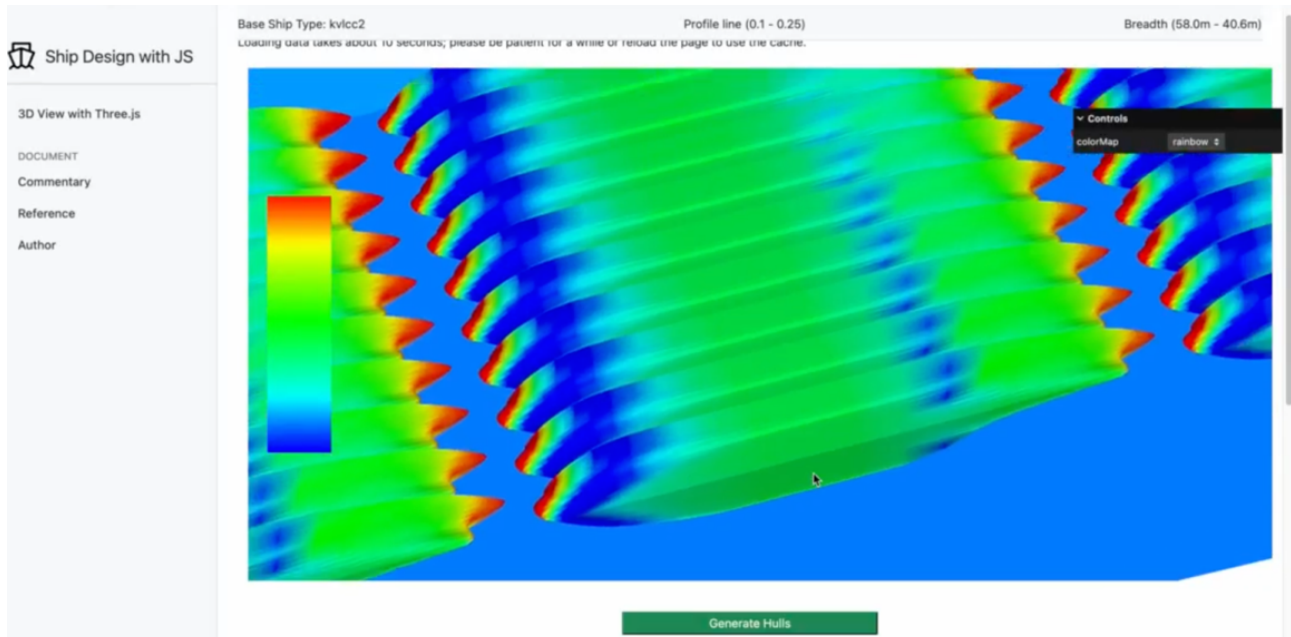 Base Ship Type: kvlcc2
Profile line (0.1 - 0.25)
Breadth (58.0m - 40.6m)
Loading data takes about 10 seconds; please be patient for a while or reload the page to use the cache.
Ship Design with JS
3D View with Three.js
DOCUMENT
Commentary
Reference
Author
Controls
colorMap
rainbow
Generate Hulls